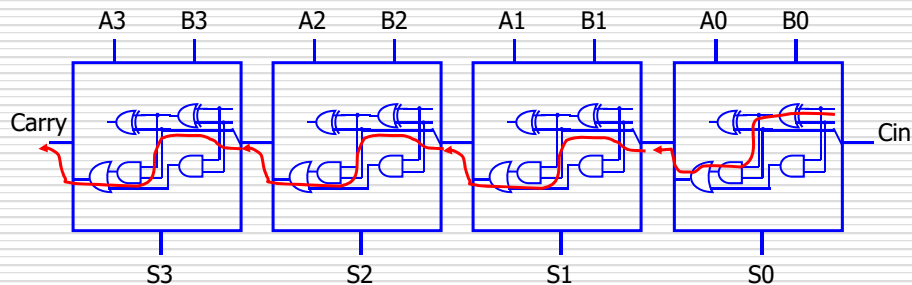 A3 B3 A2 B2 A1 B1 A0 B0
Carry Cin
S3 S2 S1 S0